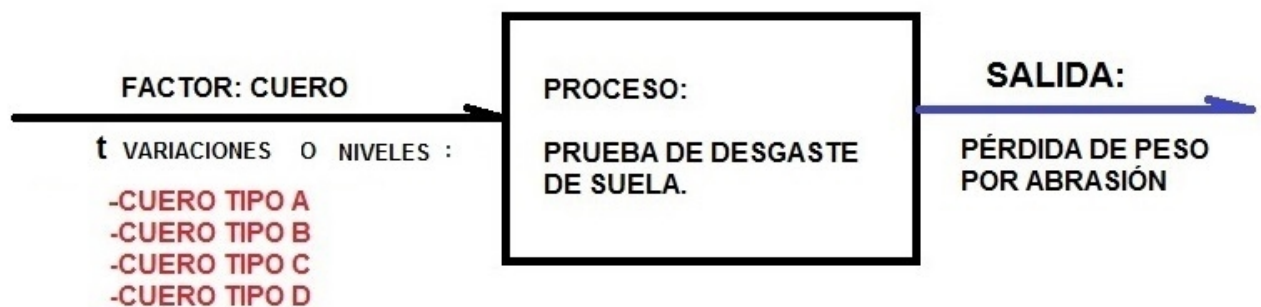 FACTOR: CUERO
t VARIACIONES O NIVELES :
-CUERO TIPO A
-CUERO TIPO B
-CUERO TIPO C
-CUERO TIPO D
PROCESO:
PRUEBA DE DESGASTE
DE SUELA.
SALIDA:
PÉRDIDA DE PESO
POR ABRASIÓN